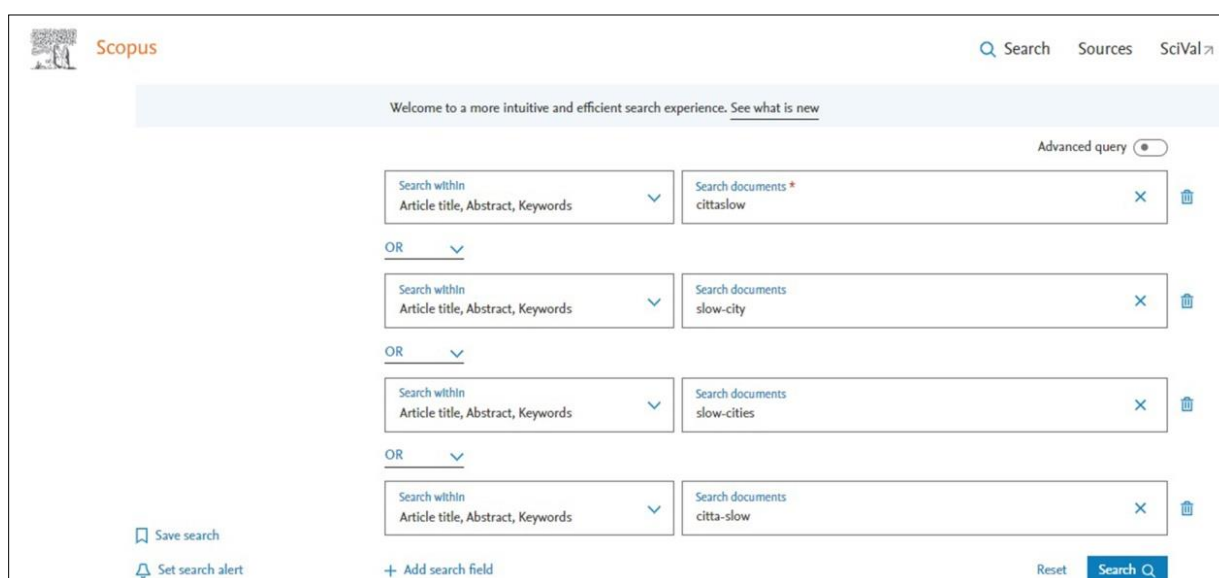 Scopus
Search Sources SciVal
Welcome to a more intuitive and efficient search experience. See what is new
Advanced query
Search within
Article title, Abstract, Keywords
Search documents *
cittaslow
OR
Search within
Article title, Abstract, Keywords
Search documents
slow-city
OR
Search within
Article title, Abstract, Keywords
Search documents
slow-cities
OR
Search within
Article title, Abstract, Keywords
Search documents
citta-slow
Save search
Set search alert
+ Add search field
Reset Search